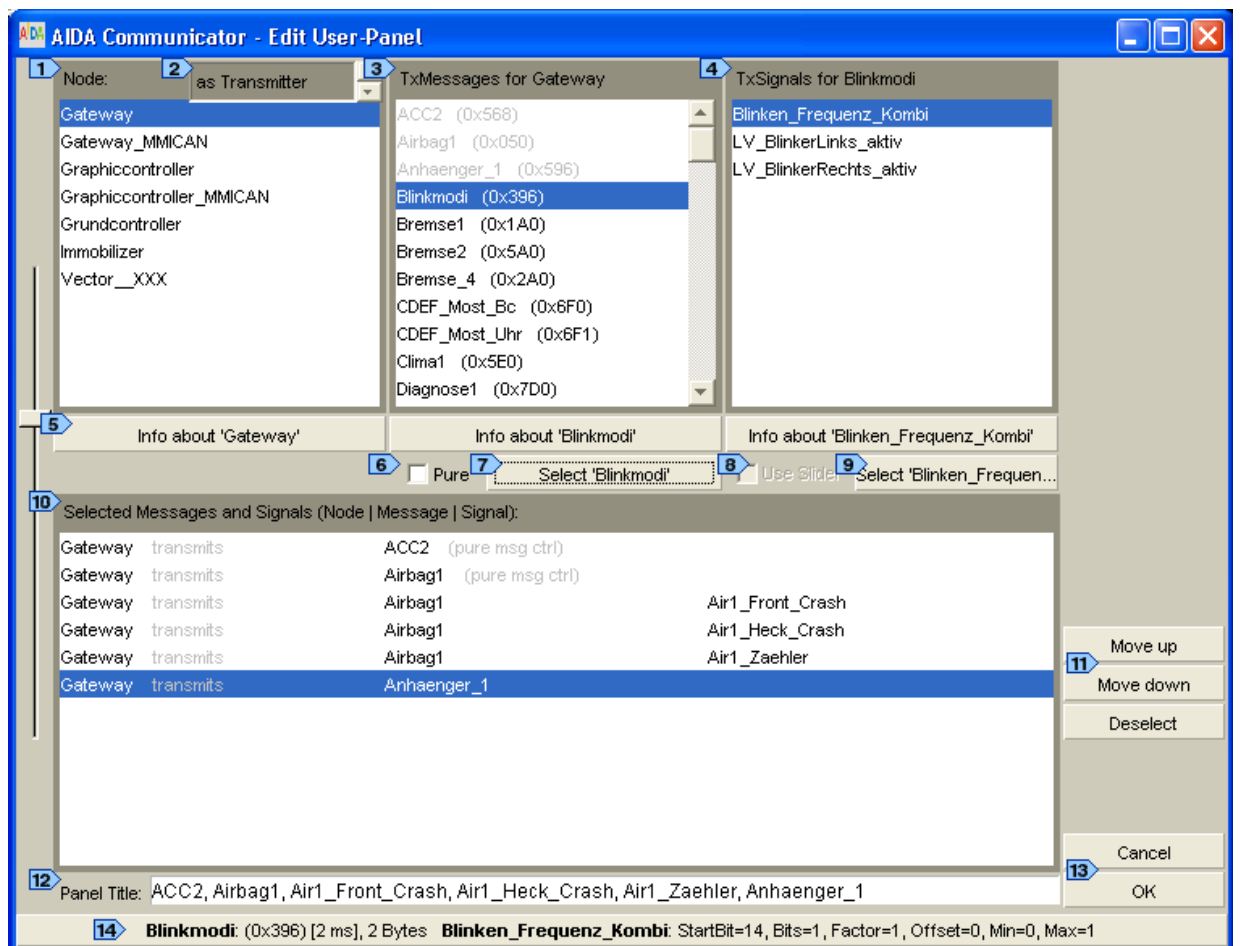 AIDA AIDA Communicator - Edit User-Panel
1 Node: 2 as Transmitter 3 TxMessages for Gateway 4 TxSignals for Blinkmodi
Gateway
Gateway_MMICAN
Graphiccontroller
Graphiccontroller_MMICAN
Grundcontroller
Immobilizer
Vector__XXX
ACC2 (0x568)
Airbag1 (0x050)
Anhaenger_1 (0x596)
Blinkmodi (0x396)
Bremse1 (0x1A0)
Bremse2 (0x5A0)
Bremse_4 (0x2A0)
CDEF_Most_Bc (0x6F0)
CDEF_Most_Uhr (0x6F1)
Clima1 (0x5E0)
Diagnose1 (0x7D0)
Blinken_Frequenz_Kombi
LV_BlinkerLinks_aktiv
LV_BlinkerRechts_aktiv
5 Info about 'Gateway' Info about 'Blinkmodi' Info about 'Blinken_Frequenz_Kombi'
6 Pure 7 Select 'Blinkmodi' 8 Use Slider 9 Select 'Blinken_Frequen...
10 Selected Messages and Signals (Node | Message | Signal):
Gateway transmits ACC2 (pure msg ctrl)
Gateway transmits Airbag1 (pure msg ctrl)
Gateway transmits Airbag1 Air1_Front_Crash
Gateway transmits Airbag1 Air1_Heck_Crash
Gateway transmits Airbag1 Air1_Zaehler
Gateway transmits Anhaenger_1
Move up
11
Move down
Deselect
Cancel
13
OK
12 Panel Title: ACC2, Airbag1, Air1_Front_Crash, Air1_Heck_Crash, Air1_Zaehler, Anhaenger_1
14 Blinkmodi: (0x396) [2 ms], 2 Bytes Blinken_Frequenz_Kombi: StartBit=14, Bits=1, Factor=1, Offset=0, Min=0, Max=1